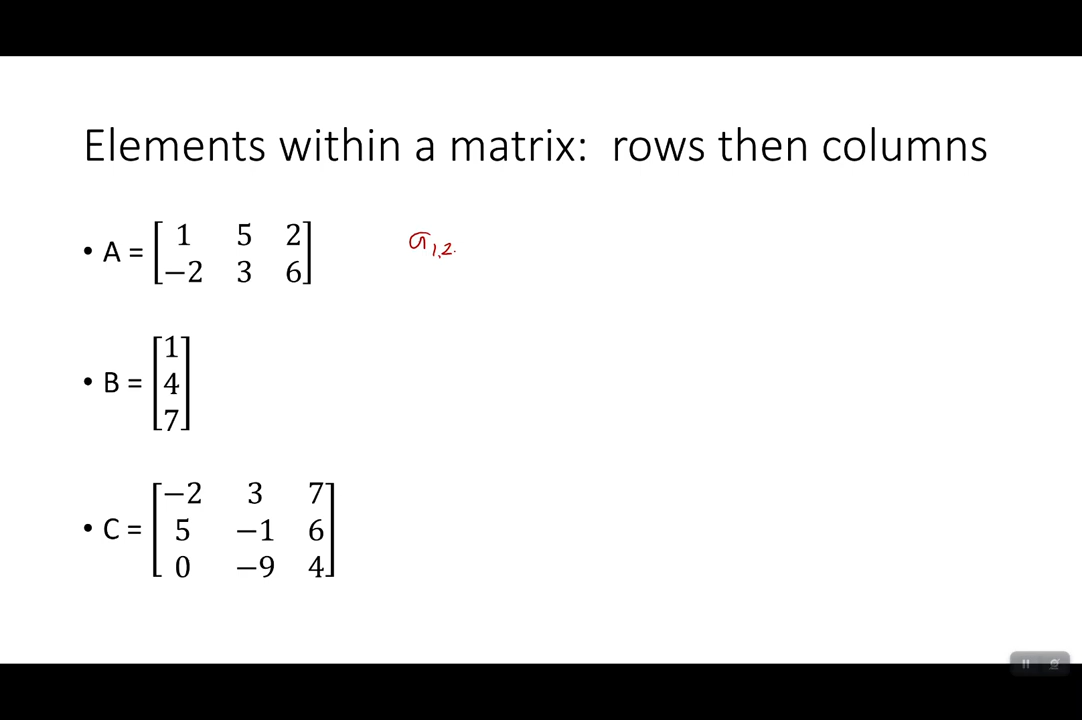 Elements within a matrix: rows then columns
• A = [1 5 2
−2 3 6]
a1,2
• B = [1
4
7]
• C = [−2 3 7
5 −1 6
0 −9 4]